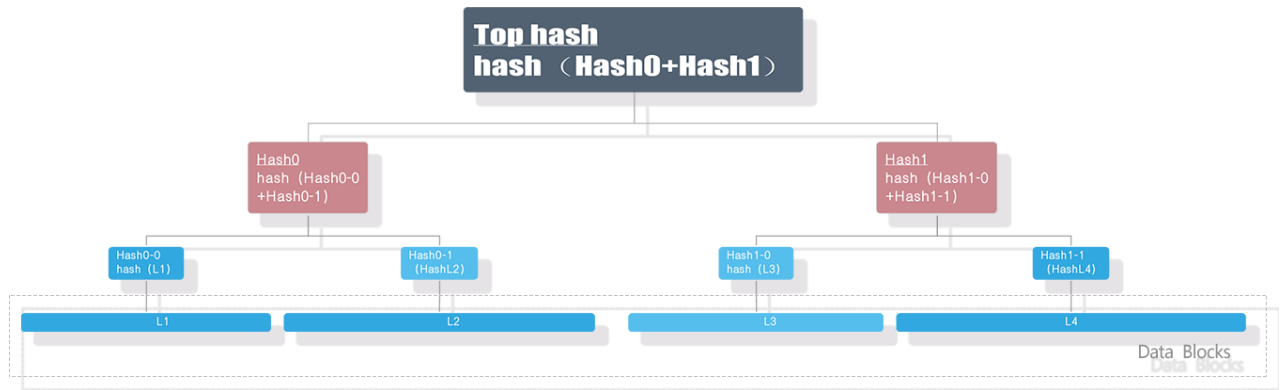 Top hash
hash（Hash0+Hash1）
Hash0
hash (Hash0-0
+Hash0-1)
Hash1
hash (Hash1-0
+Hash1-1)
Hash0-0
hash (L1)
Hash0-1
(HashL2)
Hash1-0
hash (L3)
Hash1-1
(HashL4)
L1
L2
L3
L4
Data Blocks